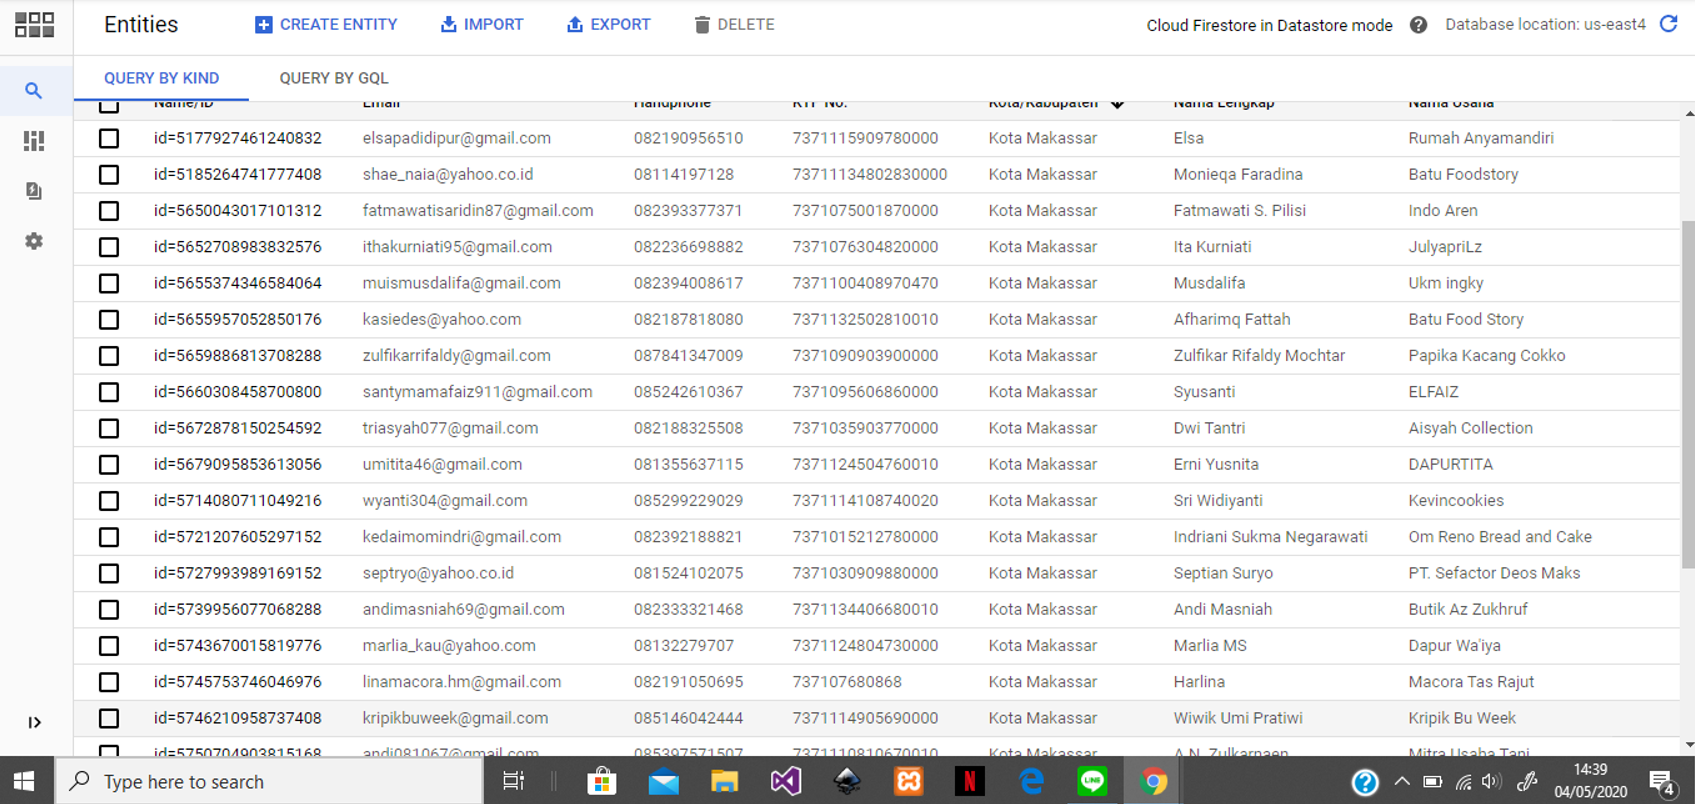 Entities CREATE ENTITY IMPORT EXPORT DELETE Cloud Firestore in Datastore mode Database location: us-east4
QUERY BY KIND QUERY BY GQL
Name/ID Email Handphone KTP No. Kota/Kabupaten Nama Lengkap Nama Usaha
id=5177927461240832 elsapadidipur@gmail.com 082190956510 7371115909780000 Kota Makassar Elsa Rumah Anyamandiri
id=5185264741777408 shae_naia@yahoo.co.id 08114197128 73711134802830000 Kota Makassar Monieqa Faradina Batu Foodstory
id=5650043017101312 fatmawatisaridin87@gmail.com 082393377371 7371075001870000 Kota Makassar Fatmawati S. Pilisi Indo Aren
id=5652708983832576 ithakurniati95@gmail.com 082236698882 7371076304820000 Kota Makassar Ita Kurniati JulyapriLz
id=5655374346584064 muismusdalifa@gmail.com 082394008617 7371100408970470 Kota Makassar Musdalifa Ukm ingky
id=5655957052850176 kasiedes@yahoo.com 082187818080 7371132502810010 Kota Makassar Afharimq Fattah Batu Food Story
id=5659886813708288 zulfikarrifaldy@gmail.com 087841347009 7371090903900000 Kota Makassar Zulfikar Rifaldy Mochtar Papika Kacang Cokko
id=5660308458700800 santymamafaiz911@gmail.com 085242610367 7371095606860000 Kota Makassar Syusanti ELFAIZ
id=5672878150254592 triasyah077@gmail.com 082188325508 7371035903770000 Kota Makassar Dwi Tantri Aisyah Collection
id=5679095853613056 umitita46@gmail.com 081355637115 7371124504760010 Kota Makassar Erni Yusnita DAPURTITA
id=5714080711049216 wyanti304@gmail.com 085299229029 7371114108740020 Kota Makassar Sri Widiyanti Kevincookies
id=5721207605297152 kedaimomindri@gmail.com 082392188821 7371015212780000 Kota Makassar Indriani Sukma Negarawati Om Reno Bread and Cake
id=5727993989169152 septryo@yahoo.co.id 081524102075 7371030909880000 Kota Makassar Septian Suryo PT. Sefactor Deos Maks
id=5739956077068288 andimasniah69@gmail.com 082333321468 7371134406680010 Kota Makassar Andi Masniah Butik Az Zukhruf
id=5743670015819776 marlia_kau@yahoo.com 08132279707 7371124804730000 Kota Makassar Marlia MS Dapur Wa'iya
id=5745753746046976 linamacora.hm@gmail.com 082191050695 737107680868 Kota Makassar Harlina Macora Tas Rajut
id=5746210958737408 kripikbuweek@gmail.com 085146042444 7371114905690000 Kota Makassar Wiwik Umi Pratiwi Kripik Bu Week
id=5750704903815168 andi081067@gmail.com 085397571507 7371110810670010 Kota Makassar A.N. Zulkarnaen Mitra Usaha Tani
Type here to search LINE 14:39
04/05/2020 4